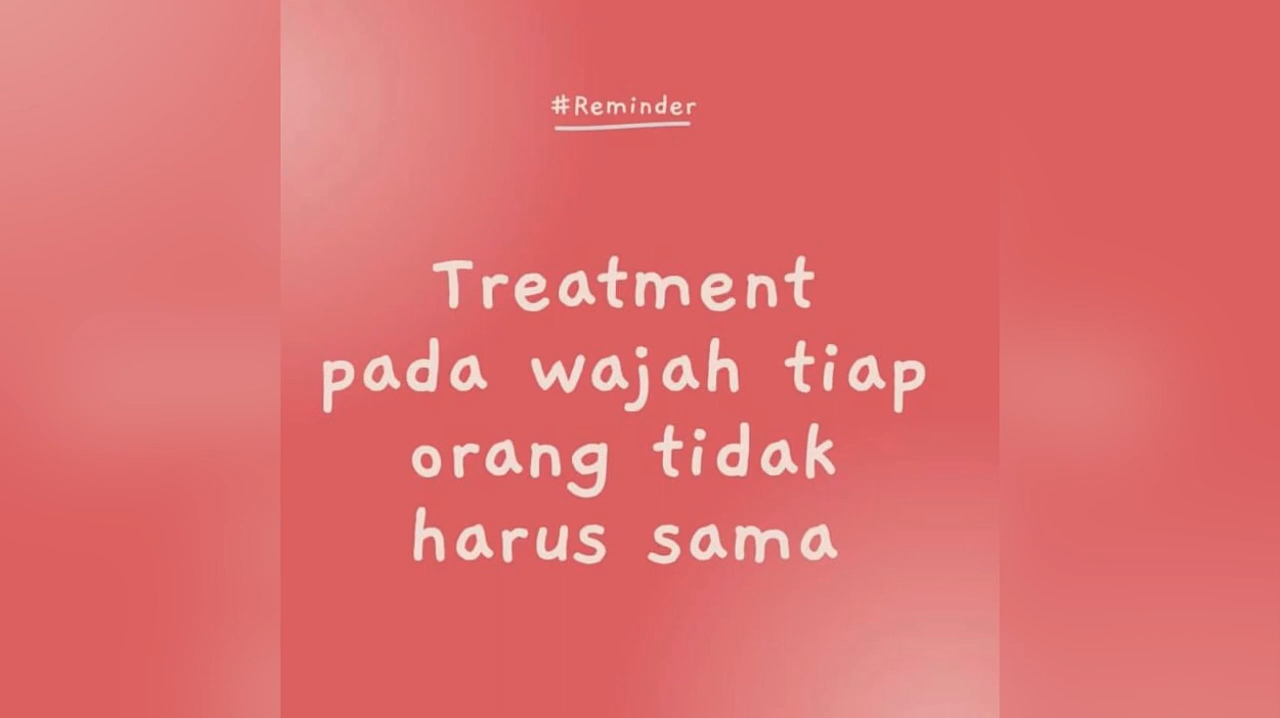 #Reminder
Treatment
pada wajah tiap
orang tidak
harus sama